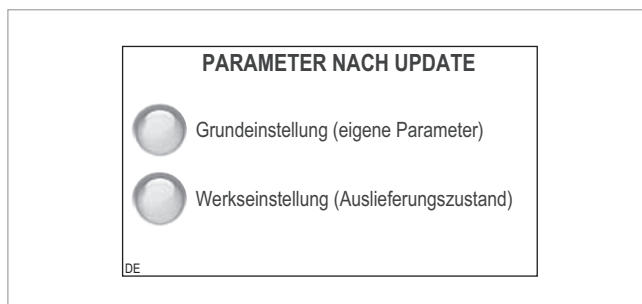 PARAMETER NACH UPDATE
Grundeinstellung (eigene Parameter)
Werkseinstellung (Auslieferungszustand)
DE